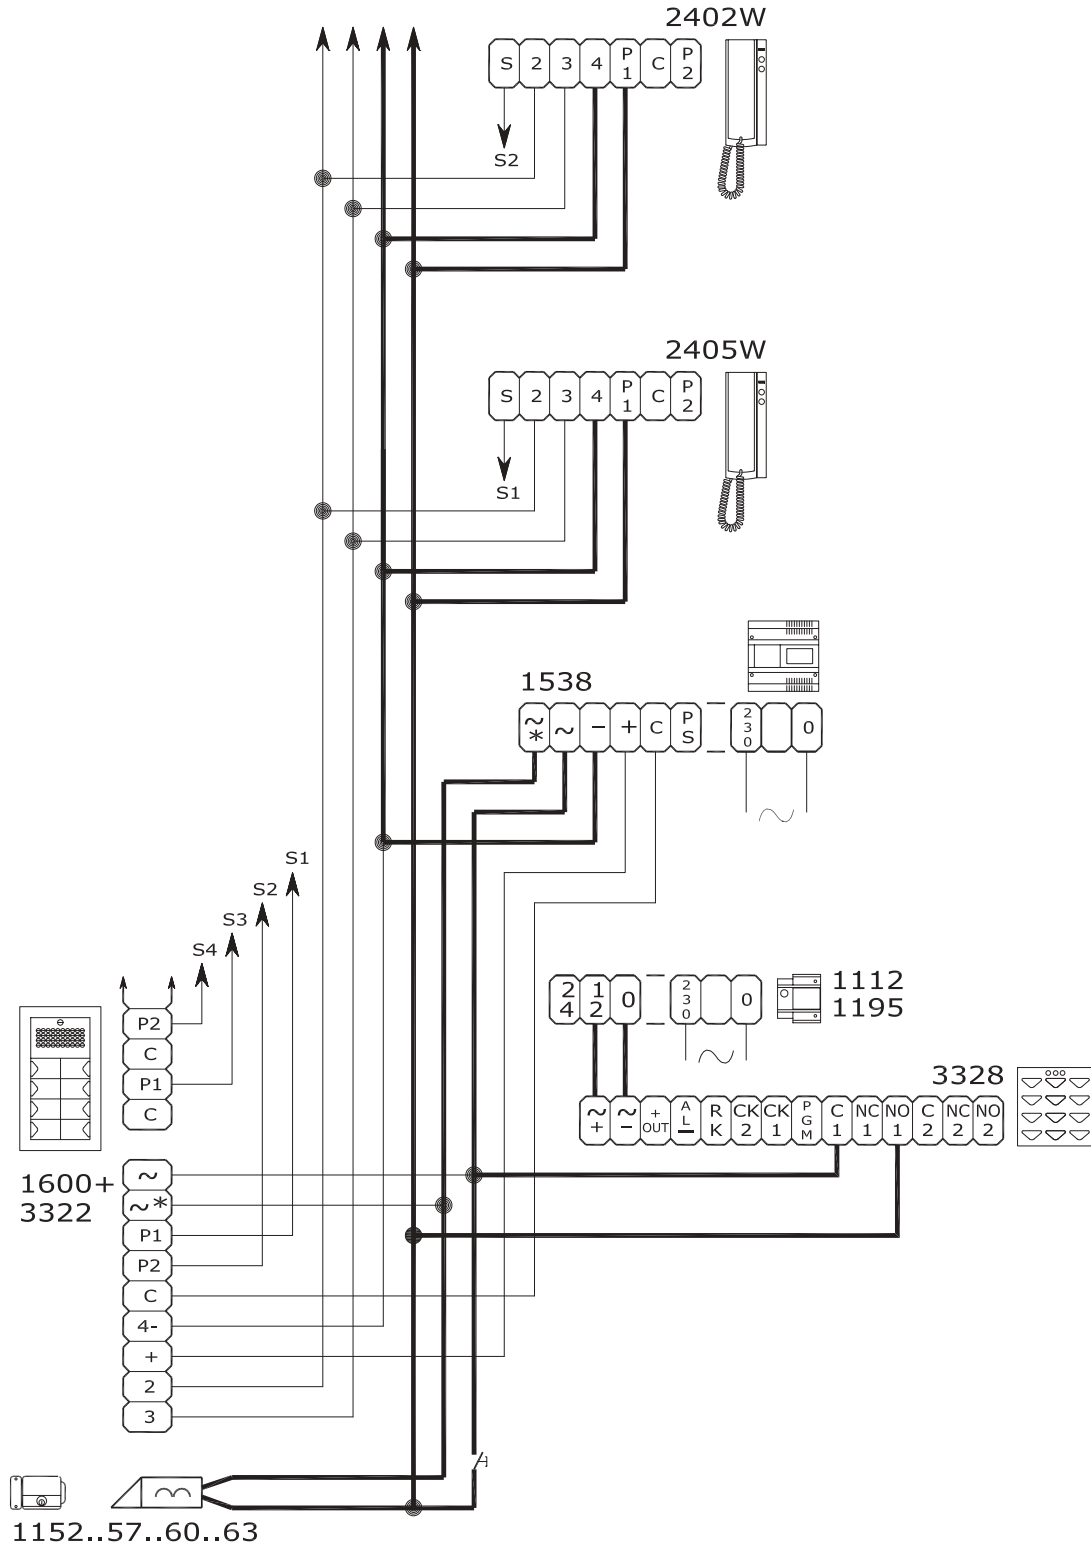 2402W
S 2 3 4 P1 C P2
S2
2405W
S 2 3 4 P1 C P2
S1
1538
~* ~ - + C PS 230 0
~
S1
S2
S3
S4
P2
C
P1
C
24 12 0 230 0
~
1112
1195
3328
~+ ~- +OUT AL RK CK2 CK1 PGM C1 NC1 NO1 C2 NC2 NO2
1600+
3322
~
~*
P1
P2
C
4-
+
2
3
1152..57..60..63